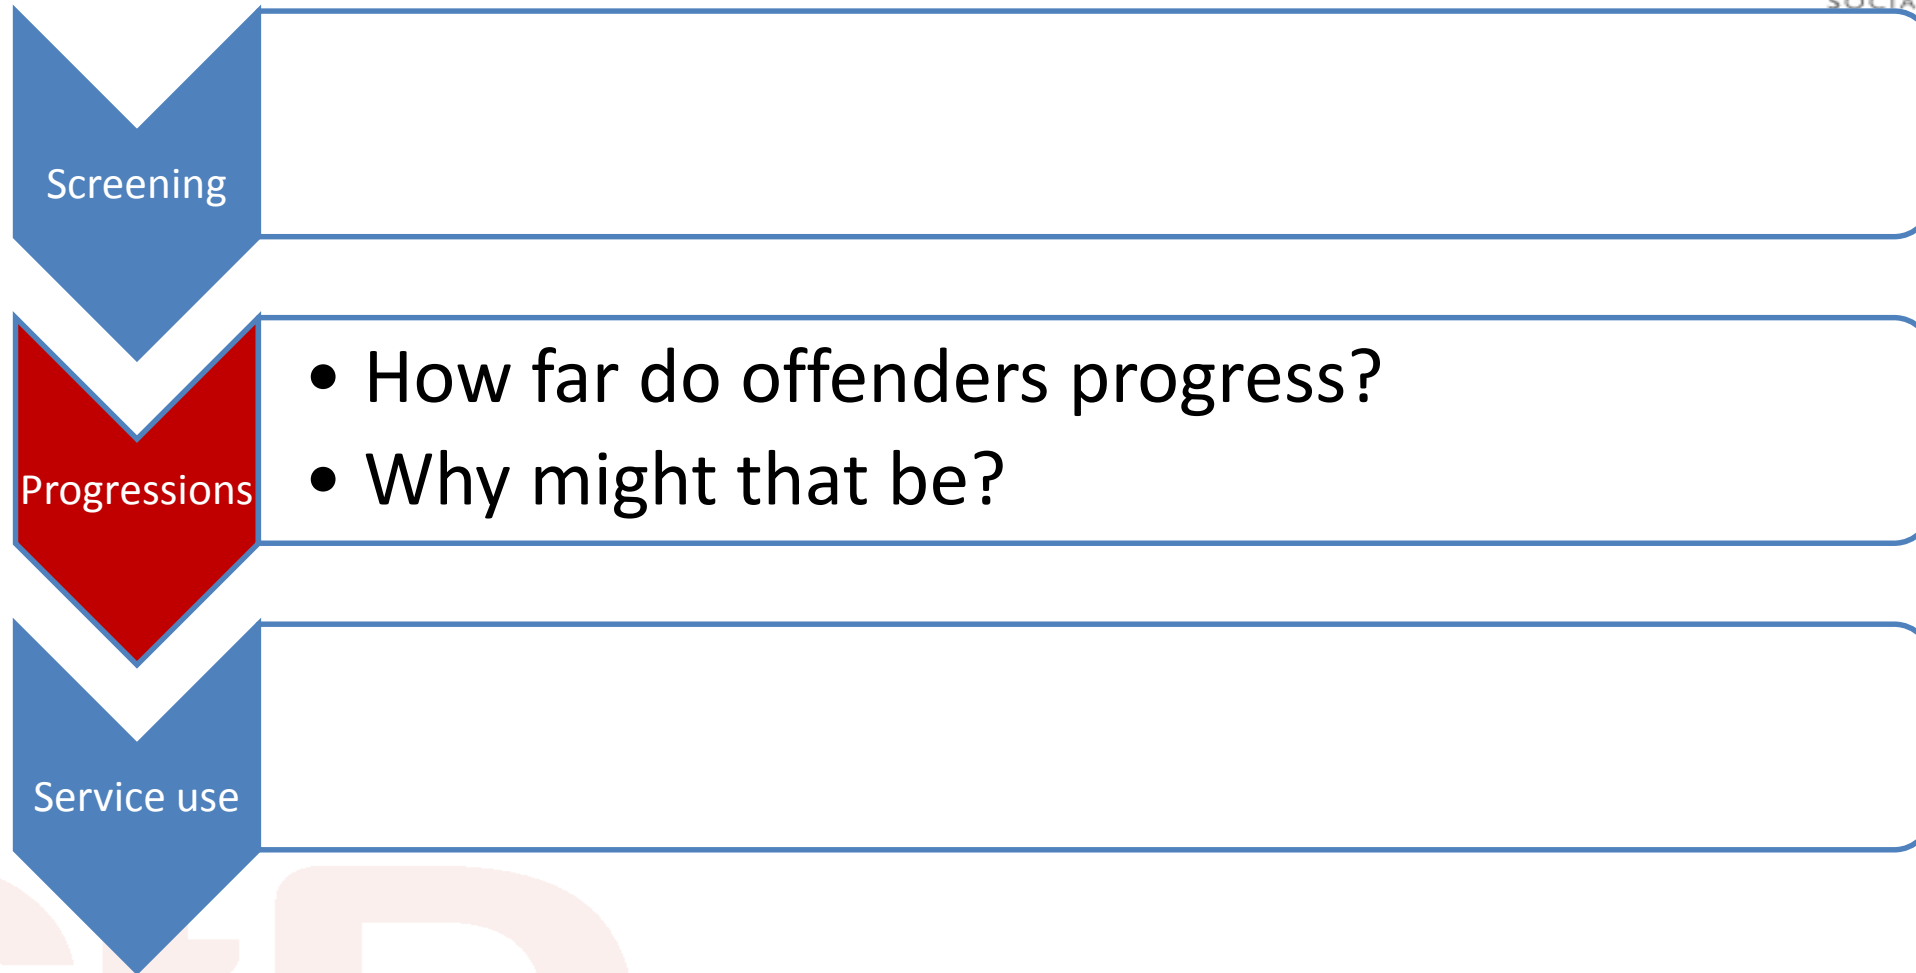 Screening
• How far do offenders progress?
• Why might that be?
Progressions
Service use